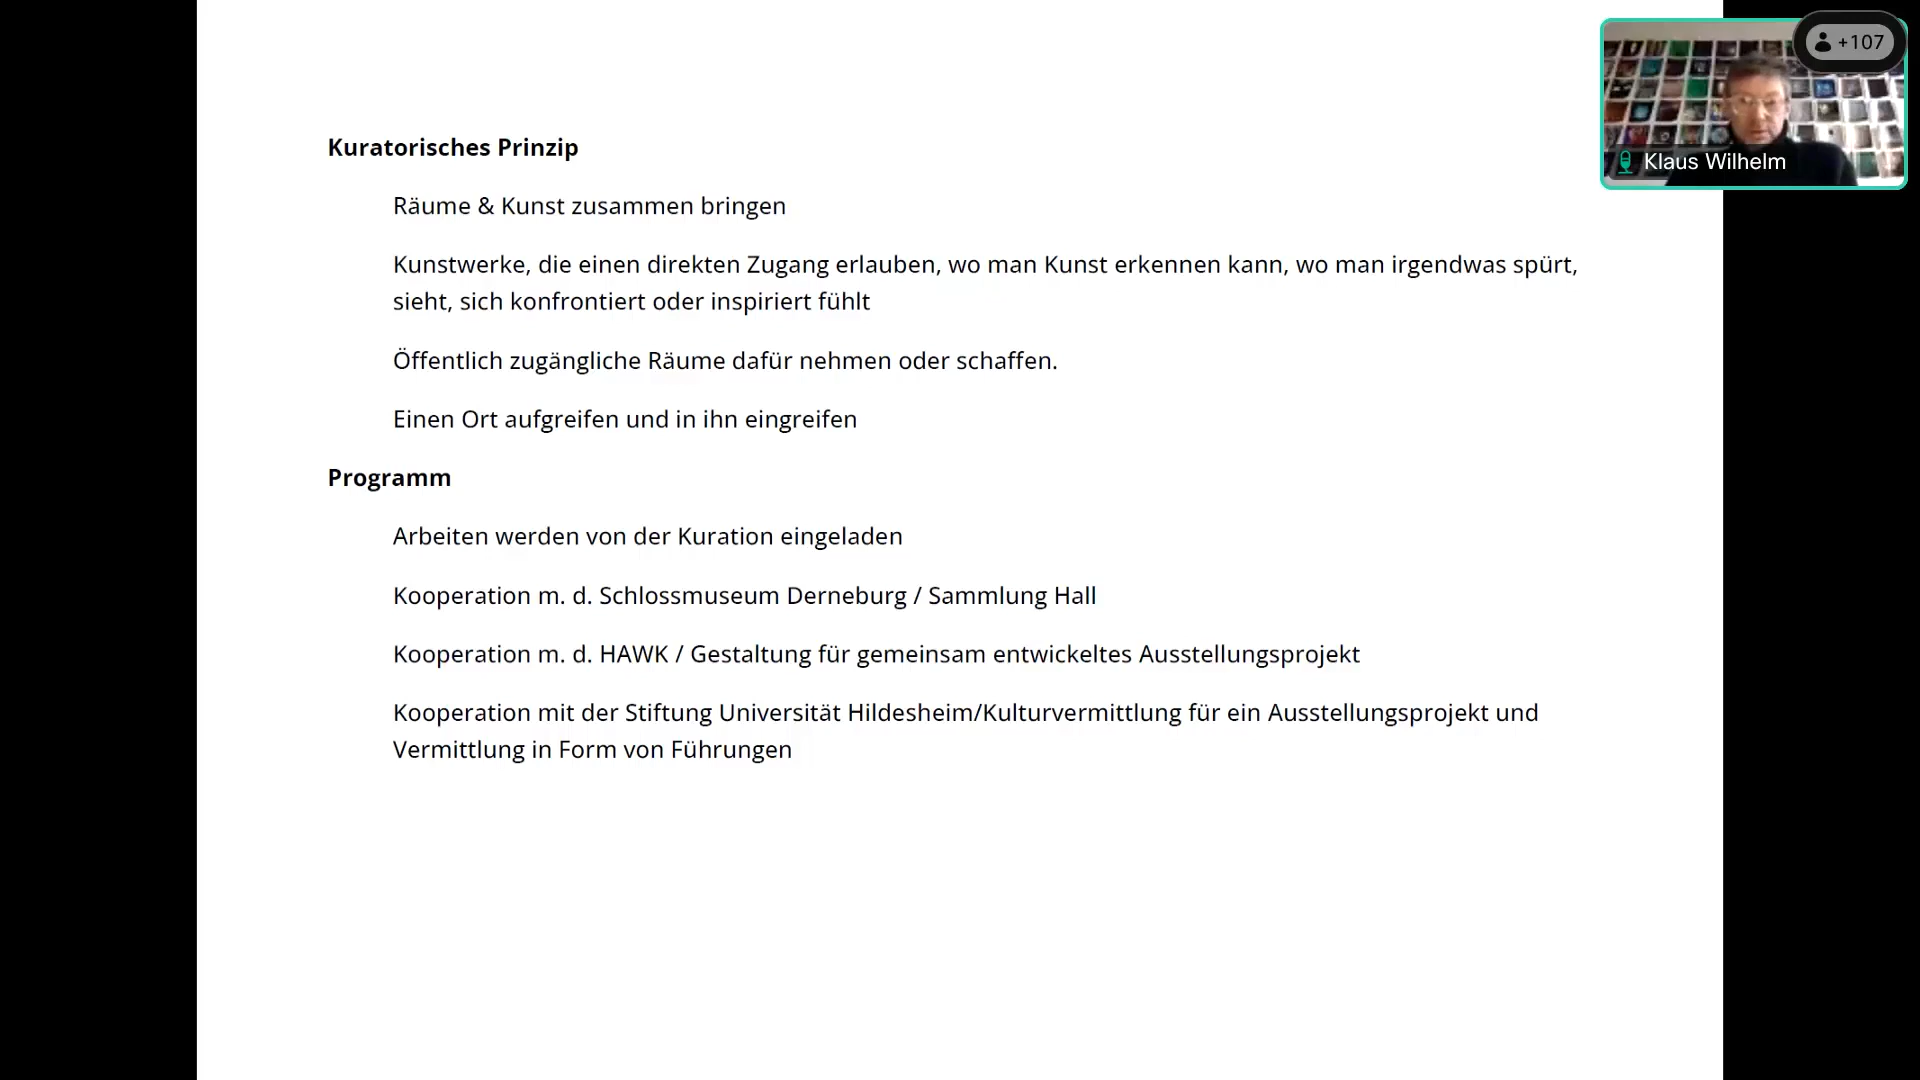 +107
Klaus Wilhelm
Kuratorisches Prinzip
Räume & Kunst zusammen bringen
Kunstwerke, die einen direkten Zugang erlauben, wo man Kunst erkennen kann, wo man irgendwas spürt,
sieht, sich konfrontiert oder inspiriert fühlt
Öffentlich zugängliche Räume dafür nehmen oder schaffen.
Einen Ort aufgreifen und in ihn eingreifen
Programm
Arbeiten werden von der Kuration eingeladen
Kooperation m. d. Schlossmuseum Derneburg / Sammlung Hall
Kooperation m. d. HAWK / Gestaltung für gemeinsam entwickeltes Ausstellungsprojekt
Kooperation mit der Stiftung Universität Hildesheim/Kulturvermittlung für ein Ausstellungsprojekt und
Vermittlung in Form von Führungen